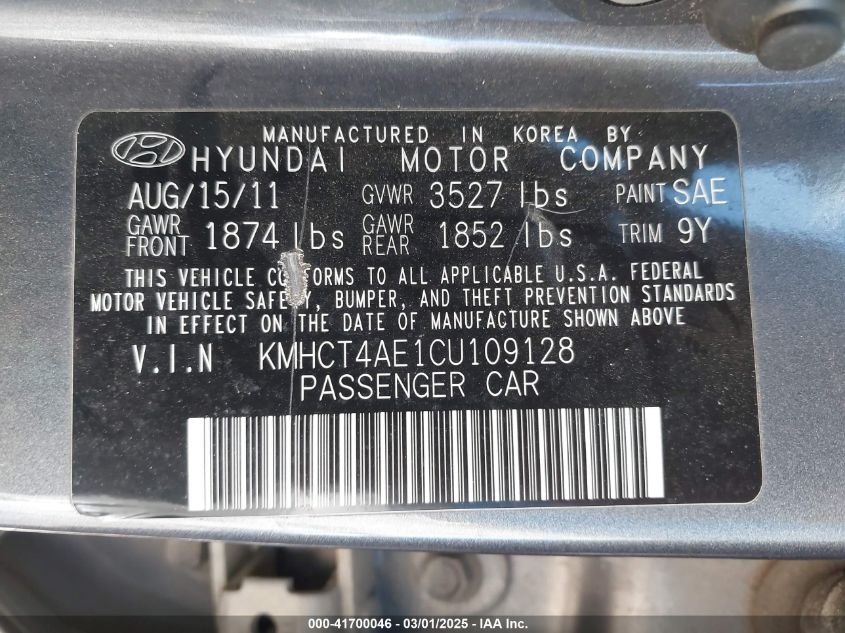 MANUFACTURED IN KOREA BY
HYUNDAI MOTOR COMPANY
AUG/15/11 GVWR 3527 lbs PAINT SAE
GAWR FRONT 1874 lbs GAWR REAR 1852 lbs TRIM 9Y
THIS VEHICLE CONFORMS TO ALL APPLICABLE U.S.A. FEDERAL
MOTOR VEHICLE SAFETY, BUMPER, AND THEFT PREVENTION STANDARDS
IN EFFECT ON THE DATE OF MANUFACTURE SHOWN ABOVE
V.I.N KMHCT4AE1CU109128
PASSENGER CAR
000-41700046 - 03/01/2025 - IAA Inc.